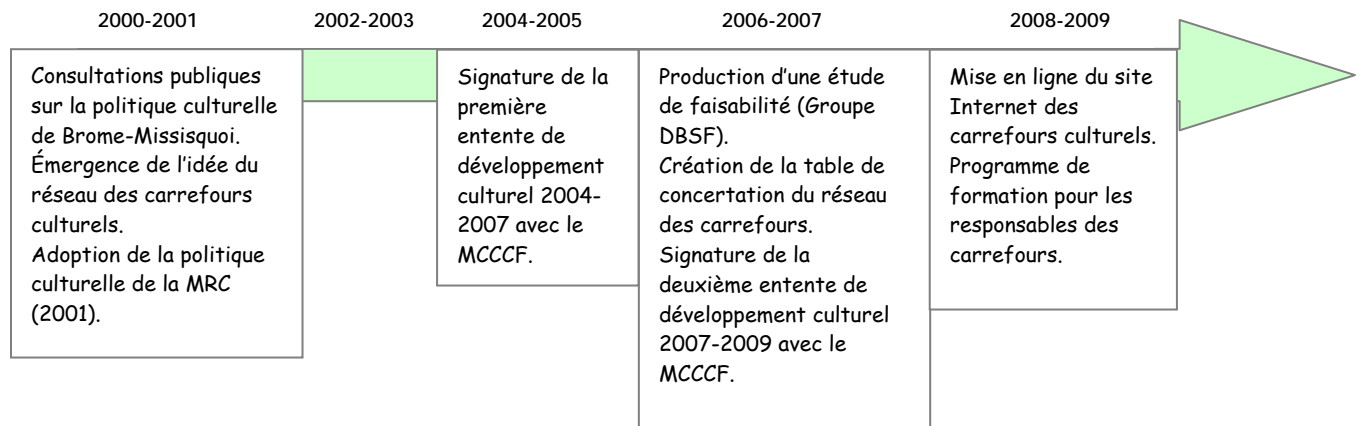 2000-2001
2002-2003
2004-2005
2006-2007
2008-2009
Consultations publiques
sur la politique culturelle
de Brome-Missisquoi.
Émergence de l'idée du
réseau des carrefours
culturels.
Adoption de la politique
culturelle de la MRC
(2001).
Signature de la
première
entente de
développement
culturel 2004-
2007 avec le
MCCCF.
Production d'une étude
de faisabilité (Groupe
DBSF).
Création de la table de
concertation du réseau
des carrefours.
Signature de la
deuxième entente de
développement culturel
2007-2009 avec le
MCCCF.
Mise en ligne du site
Internet des
carrefours culturels.
Programme de
formation pour les
responsables des
carrefours.